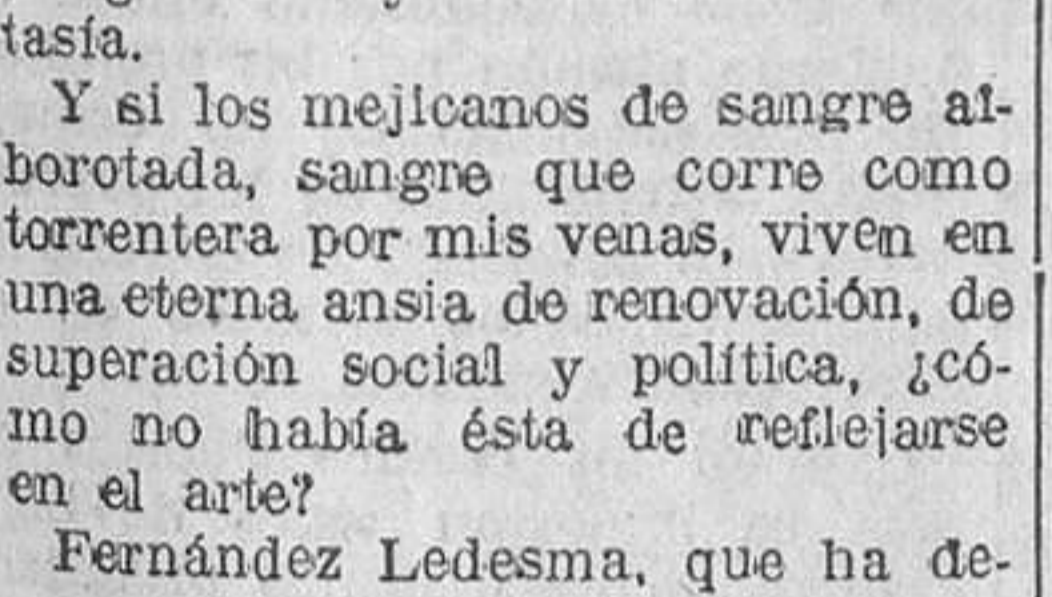 tasía.
Y si los mejicanos de sangre al-
borotada, sangre que corre como
torrentera por mis venas, viven en
una eterna ansia de renovación, de
superación social y política, ¿có-
mo no había ésta de reflejarse
en el arte?
Fernández Ledesma, que ha de-